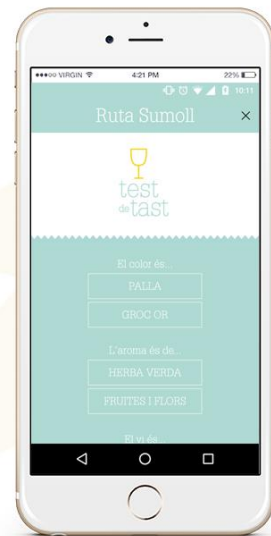 VIRGIN 4:21 PM 22%
10:11
Ruta Sumoll ×
test
de tast
El color és...
PALLA
GROC OR
L'aroma és de...
HERBA VERDA
FRUITES I FLORS
El vi és...